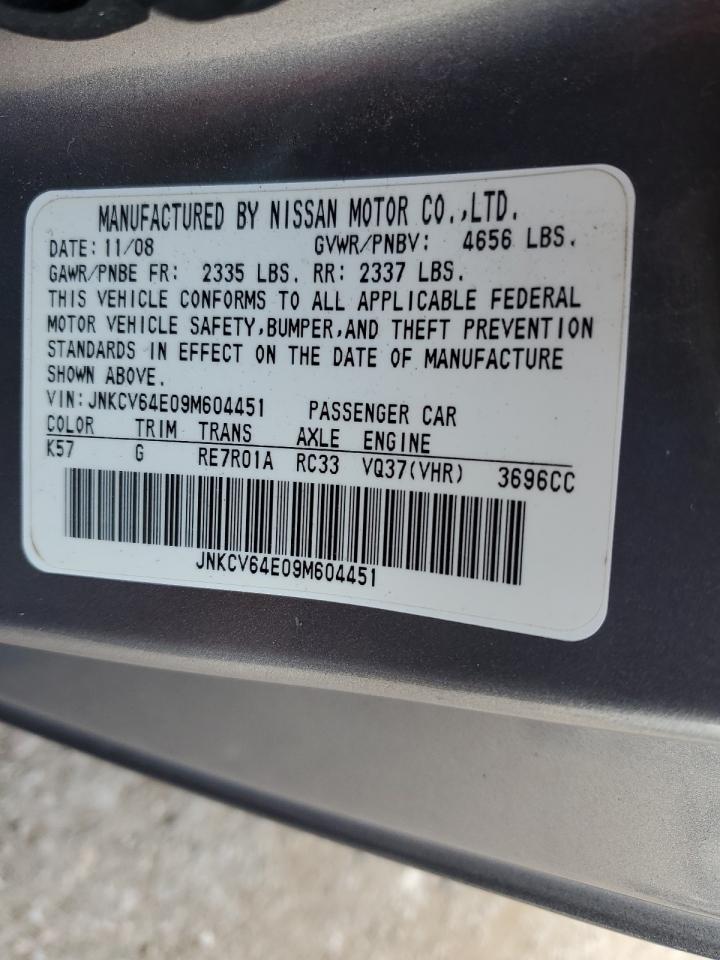 MANUFACTURED BY NISSAN MOTOR CO.,LTD.
DATE: 11/08 GVWR/PNBV: 4656 LBS.
GAWR/PNBE FR: 2335 LBS. RR: 2337 LBS.
THIS VEHICLE CONFORMS TO ALL APPLICABLE FEDERAL
MOTOR VEHICLE SAFETY,BUMPER,AND THEFT PREVENTION
STANDARDS IN EFFECT ON THE DATE OF MANUFACTURE
SHOWN ABOVE.
VIN:JNKCV64E09M604451 PASSENGER CAR
COLOR TRIM TRANS AXLE ENGINE
K57 G RE7R01A RC33 VQ37(VHR) 3696CC
JNKCV64E09M604451